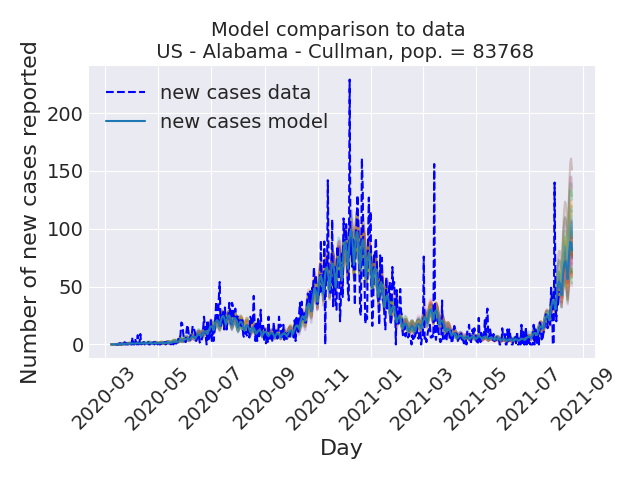 Model comparison to data
US - Alabama - Cullman, pop. = 83768
Number of new cases reported
new cases data
new cases model
200
150
100
50
0
2020-03
2020-05
2020-07
2020-09
2020-11
2021-01
2021-03
2021-05
2021-07
2021-09
Day